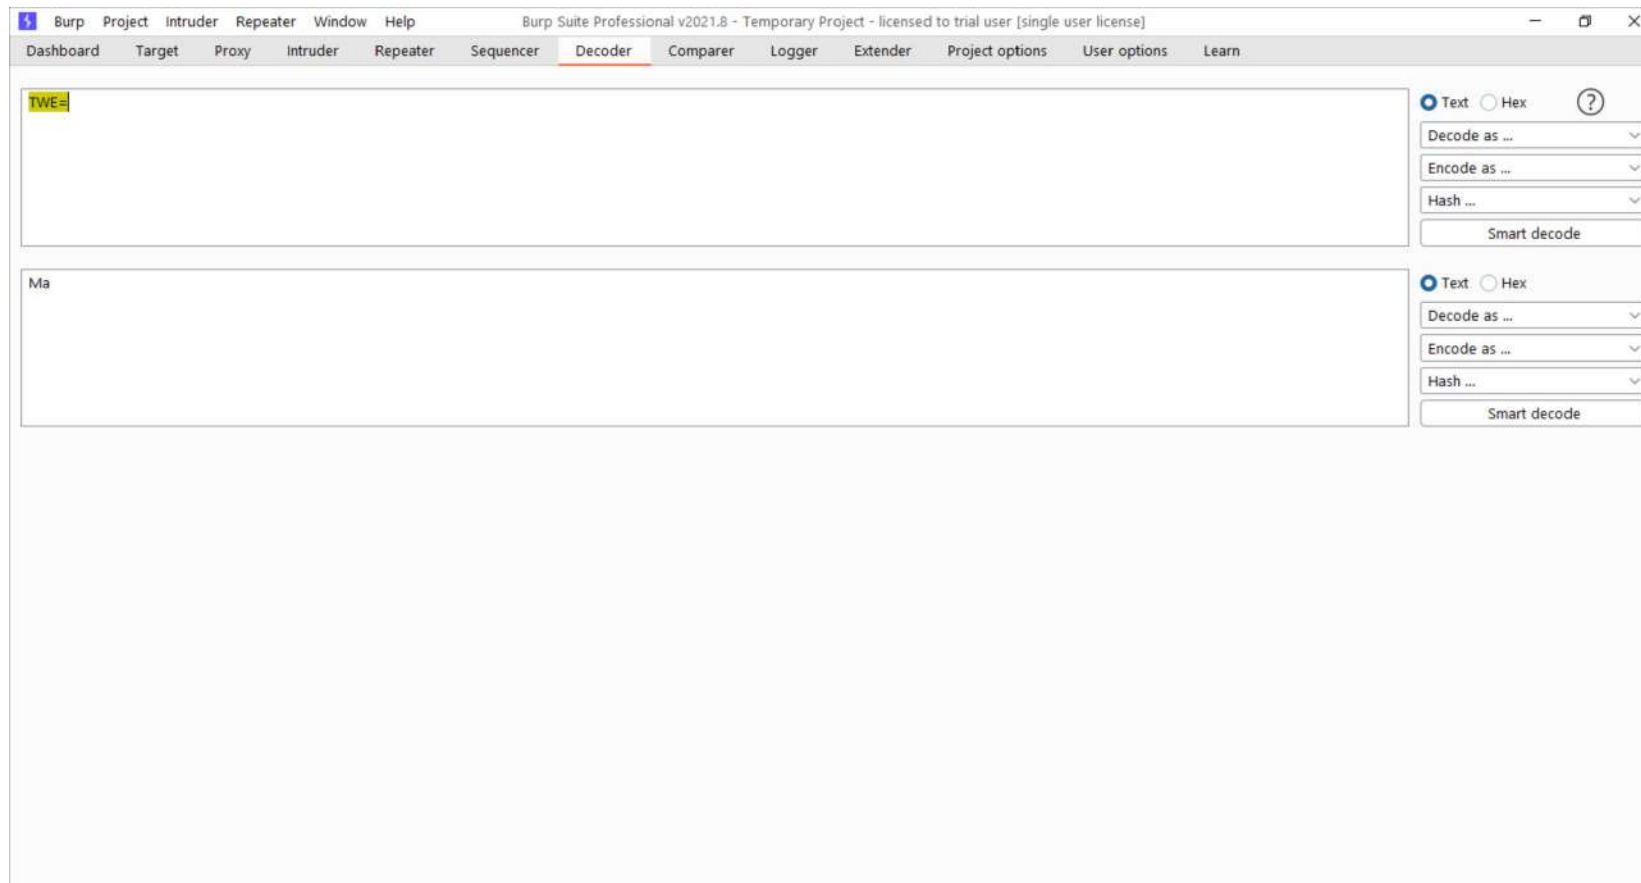 Burp Project Intruder Repeater Window Help Burp Suite Professional v2021.8 - Temporary Project - licensed to trial user [single user license]
Dashboard Target Proxy Intruder Repeater Sequencer Decoder Comparer Logger Extender Project options User options Learn
TWE=
Text Hex ?
Decode as ...
Encode as ...
Hash ...
Smart decode
Ma
Text Hex
Decode as ...
Encode as ...
Hash ...
Smart decode